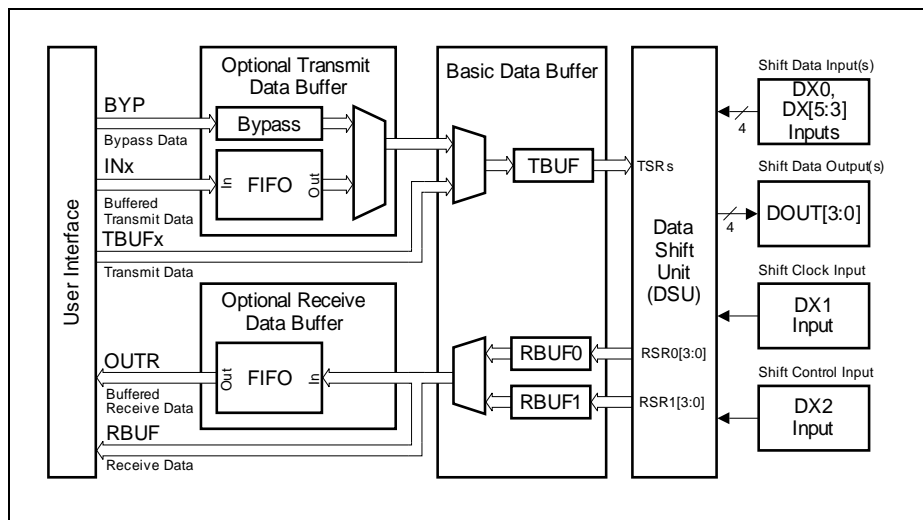 User Interface
BYP
Bypass Data
INx
Buffered
Transmit Data
TBUFx
Transmit Data
OUTR
Buffered
Receive Data
RBUF
Receive Data
Optional Transmit
Data Buffer
Bypass
In
FIFO
Out
Optional Receive
Data Buffer
Out
FIFO
In
Basic Data Buffer
TBUF
RBUF0
RBUF1
TSRs
Data
Shift
Unit
(DSU)
RSR0[3:0]
RSR1[3:0]
Shift Data Input(s)
4
DX0,
DX[5:3]
Inputs
Shift Data Output(s)
4
DOUT[3:0]
Shift Clock Input
DX1
Input
Shift Control Input
DX2
Input